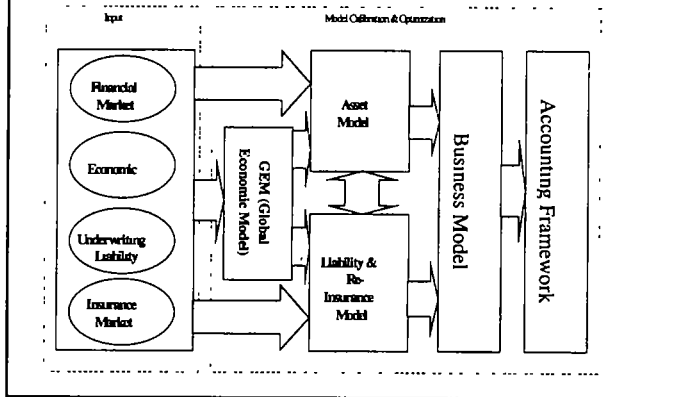 Input
Model Calibration & Optimization
Financial
Market
Economic
Underwriting
Liability
Insurance
Market
GEM (Global
Economic Model)
Asset
Model
Liability &
Re-
Insurance
Model
Business Model
Accounting Framework